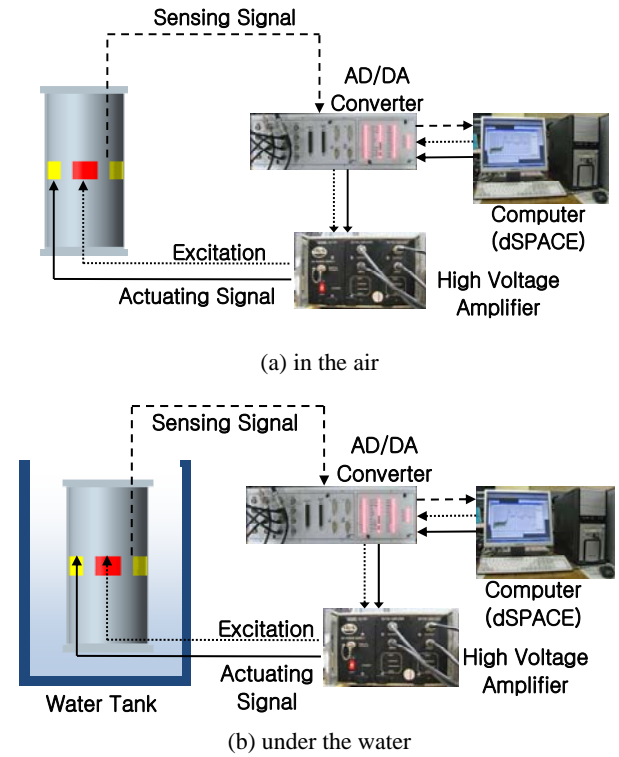 Sensing Signal
AD/DA
Converter
Computer
(dSPACE)
Excitation
Actuating Signal
High Voltage
Amplifier
(a) in the air
Sensing Signal
AD/DA
Converter
Computer
(dSPACE)
Excitation
Actuating
Signal
High Voltage
Amplifier
Water Tank
(b) under the water